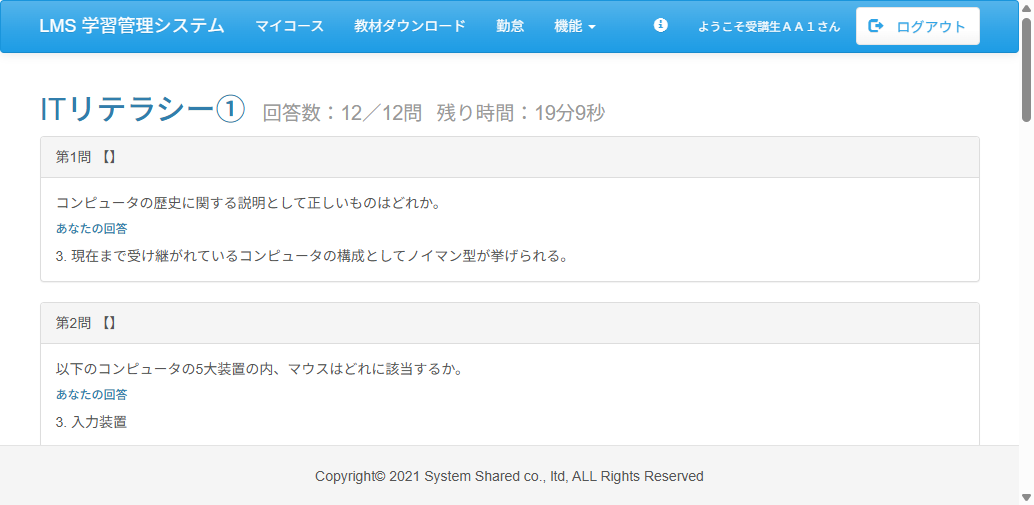 LMS 学習管理システム マイコース 教材ダウンロード 勤怠 機能 ようこそ受講生ＡＡ１さん ログアウト
ITリテラシー① 回答数：12／12問 残り時間：19分9秒
第1問 【】
コンピュータの歴史に関する説明として正しいものはどれか。
あなたの回答
3. 現在まで受け継がれているコンピュータの構成としてノイマン型が挙げられる。
第2問 【】
以下のコンピュータの5大装置の内、マウスはどれに該当するか。
あなたの回答
3. 入力装置
Copyright© 2021 System Shared co., ltd, ALL Rights Reserved